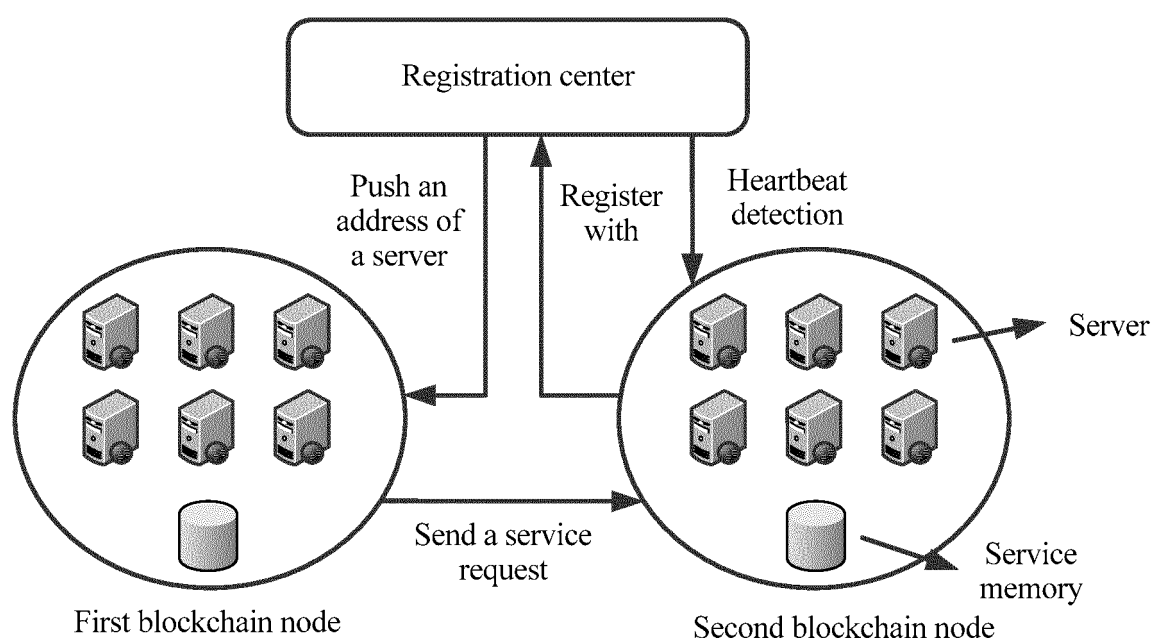 Registration center
Push an
address of
a server
Register
with
Heartbeat
detection
Server
Send a service
request
Service
memory
First blockchain node
Second blockchain node